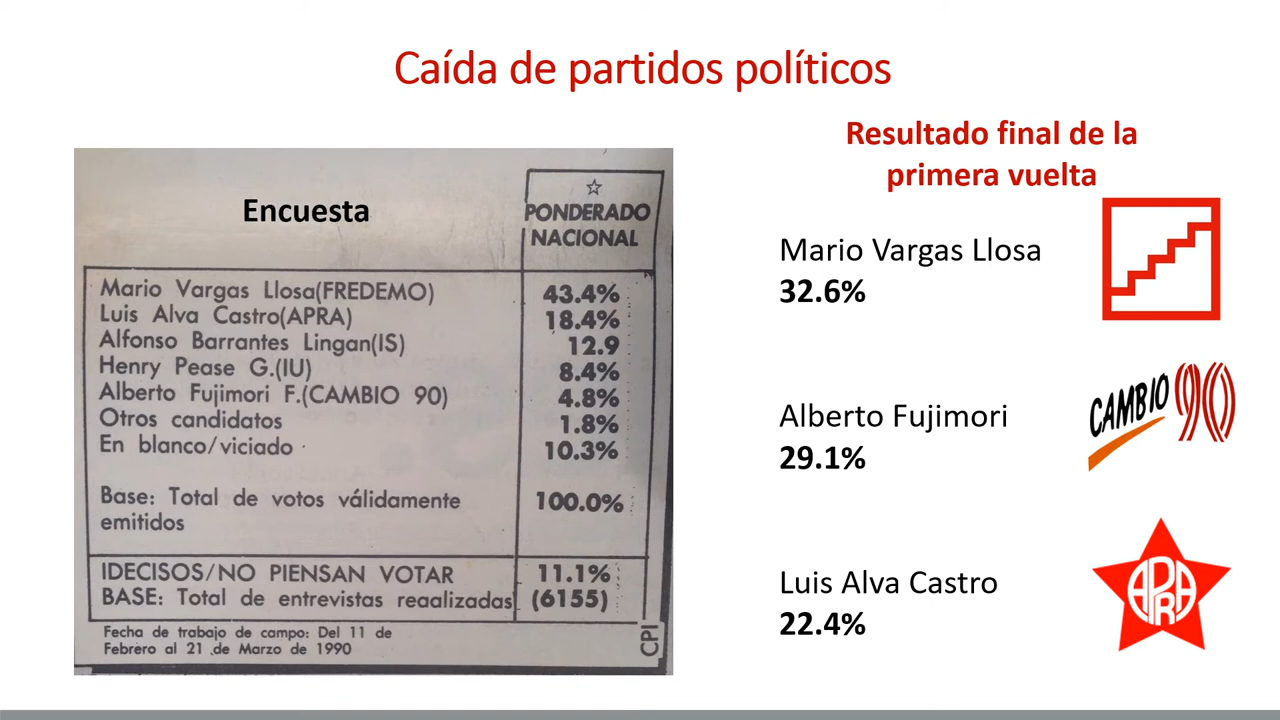 Caída de partidos políticos
Encuesta
☆
PONDERADO
NACIONAL
Mario Vargas Llosa(FREDEMO) 43.4%
Luis Alva Castro(APRA) 18.4%
Alfonso Barrantes Lingan(IS) 12.9
Henry Pease G.(IU) 8.4%
Alberto Fujimori F.(CAMBIO 90) 4.8%
Otros candidatos 1.8%
En blanco/viciado 10.3%
Base: Total de votos válidamente 100.0%
emitidos
IDECISOS/NO PIENSAN VOTAR 11.1%
BASE: Total de entrevistas reaalizadas (6155)
Fecha de trabajo de campo: Del 11 de
Febrero al 21 de Marzo de 1990
CPI
Resultado final de la
primera vuelta
Mario Vargas Llosa
32.6%
Alberto Fujimori
29.1%
CAMBIO 90
Luis Alva Castro
22.4%
APRA